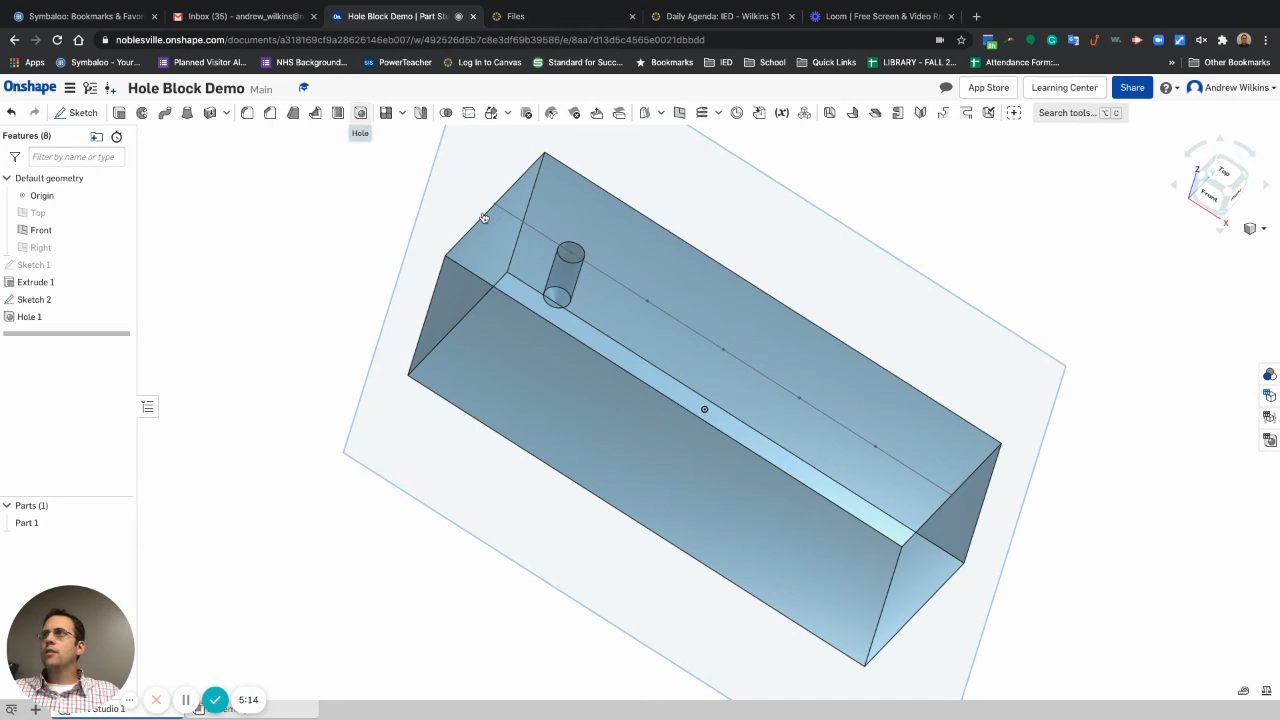 Symbaloo: Bookmarks & Favor
Inbox (35) - andrew_wilkins@n
Hole Block Demo | Part Stu
Files
Daily Agenda: IED - Wilkins S1
Loom | Free Screen & Video Re
noblesville.onshape.com/documents/a318169cf9a28626146eb007/w/492526d5b7c8e3df69b39586/e/8aa7d13d5c4565e0021dbbdd
Apps
Symbaloo - Your...
Planned Visitor Al...
NHS Background...
SIS PowerTeacher
Log In to Canvas
Standard for Succ...
Bookmarks
IED
School
Quick Links
LIBRARY - FALL 2...
Attendance Form:...
»
Other Bookmarks
Onshape
Hole Block Demo Main
App Store
Learning Center
Share
Andrew Wilkins
Sketch
Search tools...
Hole
Features (8)
Filter by name or type
Default geometry
Origin
Top
Front
Right
Sketch 1
Extrude 1
Sketch 2
Hole 1
Z
Top
Front
X
Parts (1)
Part 1
5:14
Studio 1